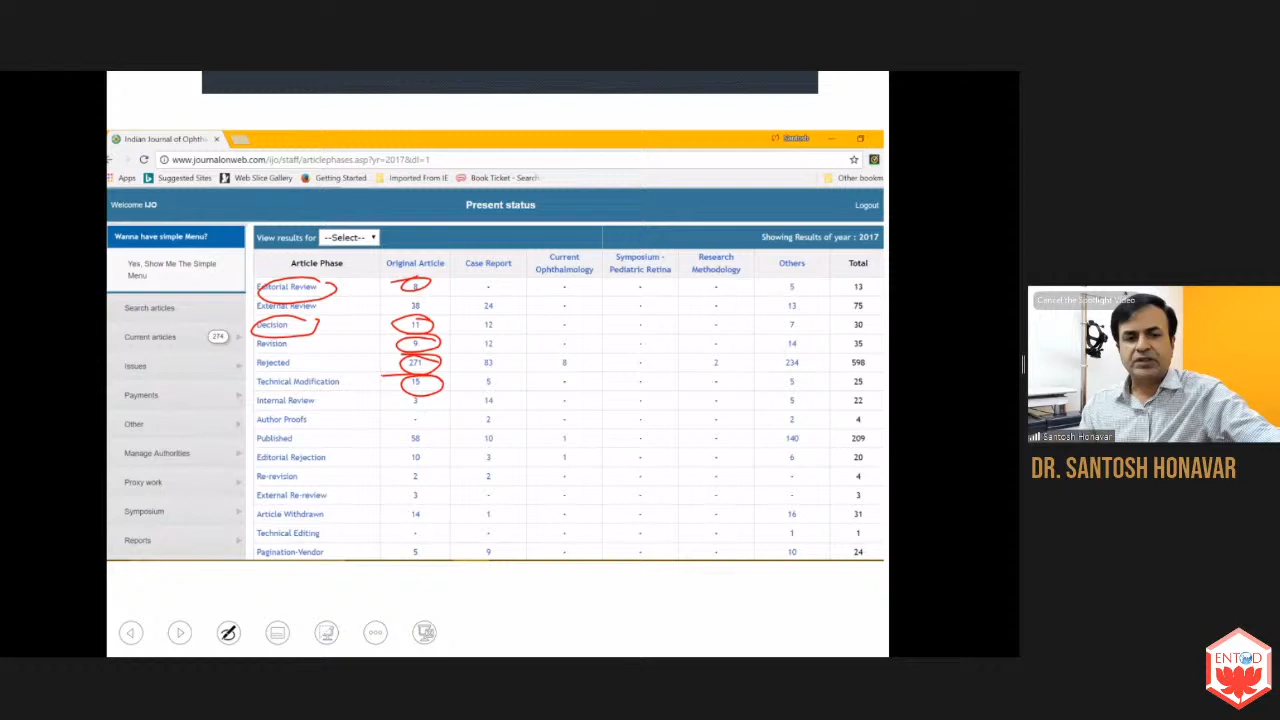 Indian Journal of Ophth
Santosh
www.journalonweb.com/ijo/staff/articlephases.asp?yr=2017&dl=1
Apps Suggested Sites Web Slice Gallery Getting Started Imported From IE Book Ticket - Search Other bookm
Welcome IJO Present status Logout
Wanna have simple Menu? View results for --Select-- Showing Results of year : 2017
Yes, Show Me The Simple Menu
Search articles
Current articles 274
Issues
Payments
Other
Manage Authorities
Proxy work
Symposium
Reports
Article Phase Original Article Case Report Current Ophthalmology Symposium - Pediatric Retina Research Methodology Others Total
Editorial Review 8 - - - - 5 13
External Review 38 24 - - - 13 75
Decision 11 12 - - - 7 30
Revision 9 12 - - - 14 35
Rejected 271 83 8 - 2 234 598
Technical Modification 15 5 - - - 5 25
Internal Review 3 14 - - - 5 22
Author Proofs - 2 - - - 2 4
Published 58 10 1 - - 140 209
Editorial Rejection 10 3 1 - - 6 20
Re-revision 2 2 - - - - 4
External Re-review 3 - - - - - 3
Article Withdrawn 14 1 - - - 16 31
Technical Editing - - - - - 1 1
Pagination-Vendor 5 9 - - - 10 24
Cancel the Spotlight Video
Santosh Honavar
DR. SANTOSH HONAVAR
ENTOD